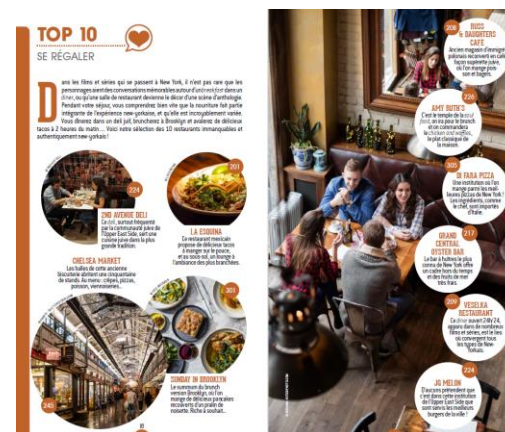 TOP 10
SE RÉGALER
Dans les films et séries qui se passent à New York, il n'est pas rare que les
personnages aient des conversations mémorables autour d'un breakfast dans un
diner, ou qu'une salle de restaurant devienne le décor d'une scène d'anthologie.
Pendant votre séjour, vous comprendrez bien vite que la nourriture fait partie
intégrante de l'expérience new-yorkaise, et qu'elle est incroyablement variée.
Vous dînerez dans un deli juif, bruncherez à Brooklyn et avalerez de délicieux
tacos à 2 heures du matin... Voici notre sélection des 10 restaurants immanquables et
authentiquement new-yorkais !
224
2ND AVENUE DELI
Ce deli, surtout fréquenté
par la communauté juive de
l'Upper East Side, sert une
cuisine juive dans la plus
grande tradition.
201
LA ESQUINA
Ce restaurant mexicain
propose de délicieux tacos
à manger sur le pouce,
et au sous-sol, un lounge à
l'ambiance des plus branchées.
CHELSEA MARKET
Les halles de cette ancienne
biscuiterie abritent une cinquantaine
de stands. Au menu : crêpes, pizzas,
poisson, viennoiseries...
245
301
SUNDAY IN BROOKLYN
Le summum du brunch
version Brooklyn, où l'on
mange de délicieux pancakes
recouverts d'un pralin de
noisette. Riche à souhait...
10
208
RUSS
& DAUGHTERS
CAFE
Ancien magasin d'immigrés
polonais reconverti en café
façon supérette juive,
où l'on mange poisson
et bagels.
226
AMY RUTH'S
C'est le temple de la soul
food, on ira pour le brunch
et on commandera
le chicken and waffles,
le plat classique de
la maison.
305
DI FARA PIZZA
Une institution où l'on
mange parmi les meilleures
pizzas de New York !
Les ingrédients, comme
le chef, sont importés
d'Italie.
217
GRAND
CENTRAL
OYSTER BAR
Le bar à huîtres le plus
connu de New York offre
un cadre hors du temps
et des fruits de mer
très frais.
209
VESELKA
RESTAURANT
Ce diner ouvert 24h/24,
apparu dans de nombreux
films et séries, est le lieu
où convergent tous
les types de New-
Yorkais.
224
JG MELON
D'aucuns prétendent que
c'est dans cette institution
de l'Upper East Side que
sont servis les meilleurs
burgers de la ville !